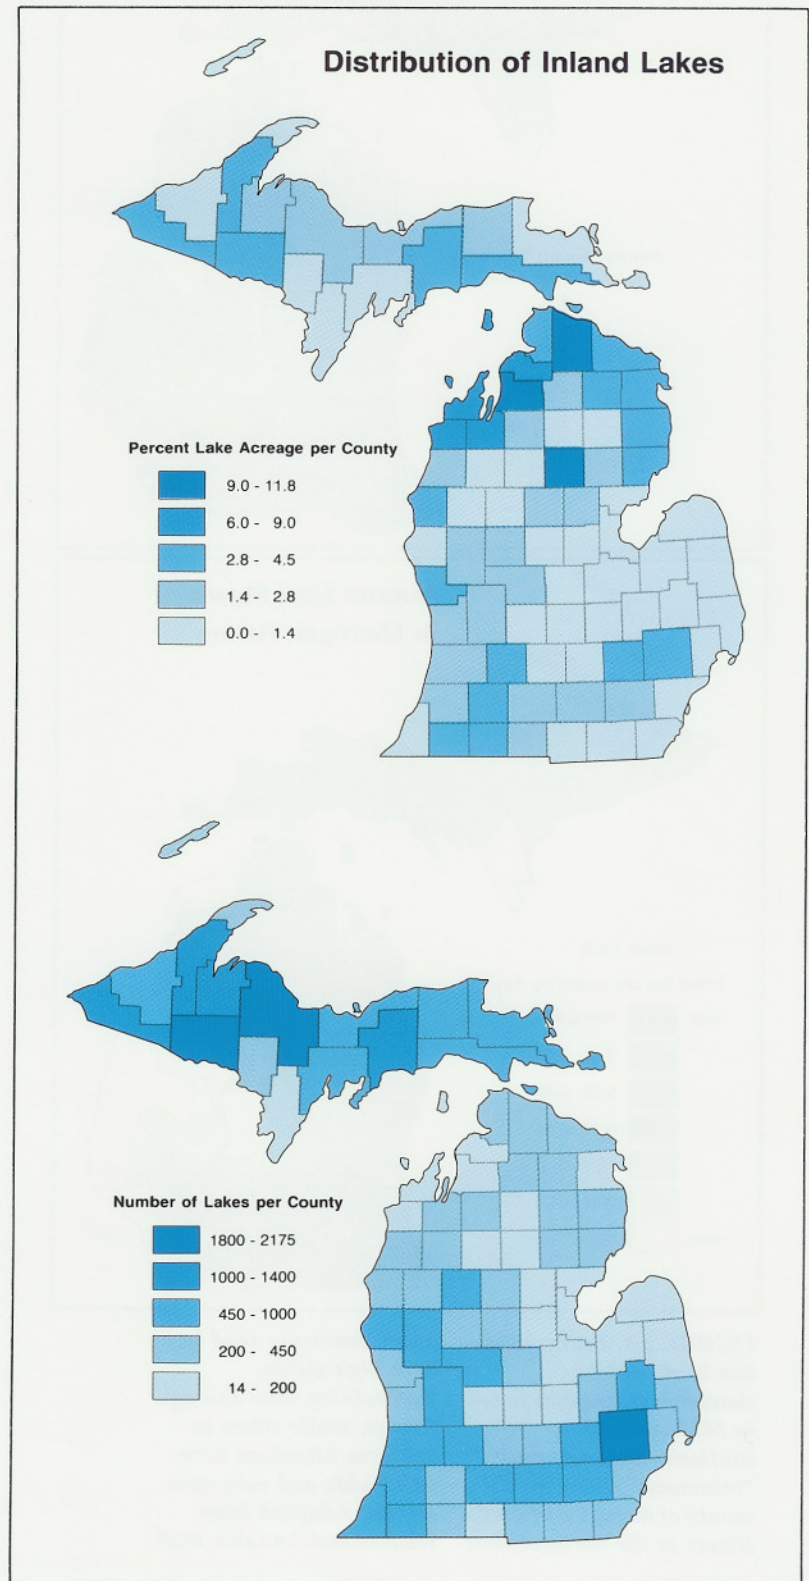 Distribution of Inland Lakes
Percent Lake Acreage per County
9.0 - 11.8
6.0 - 9.0
2.8 - 4.5
1.4 - 2.8
0.0 - 1.4
Number of Lakes per County
1800 - 2175
1000 - 1400
450 - 1000
200 - 450
14 - 200